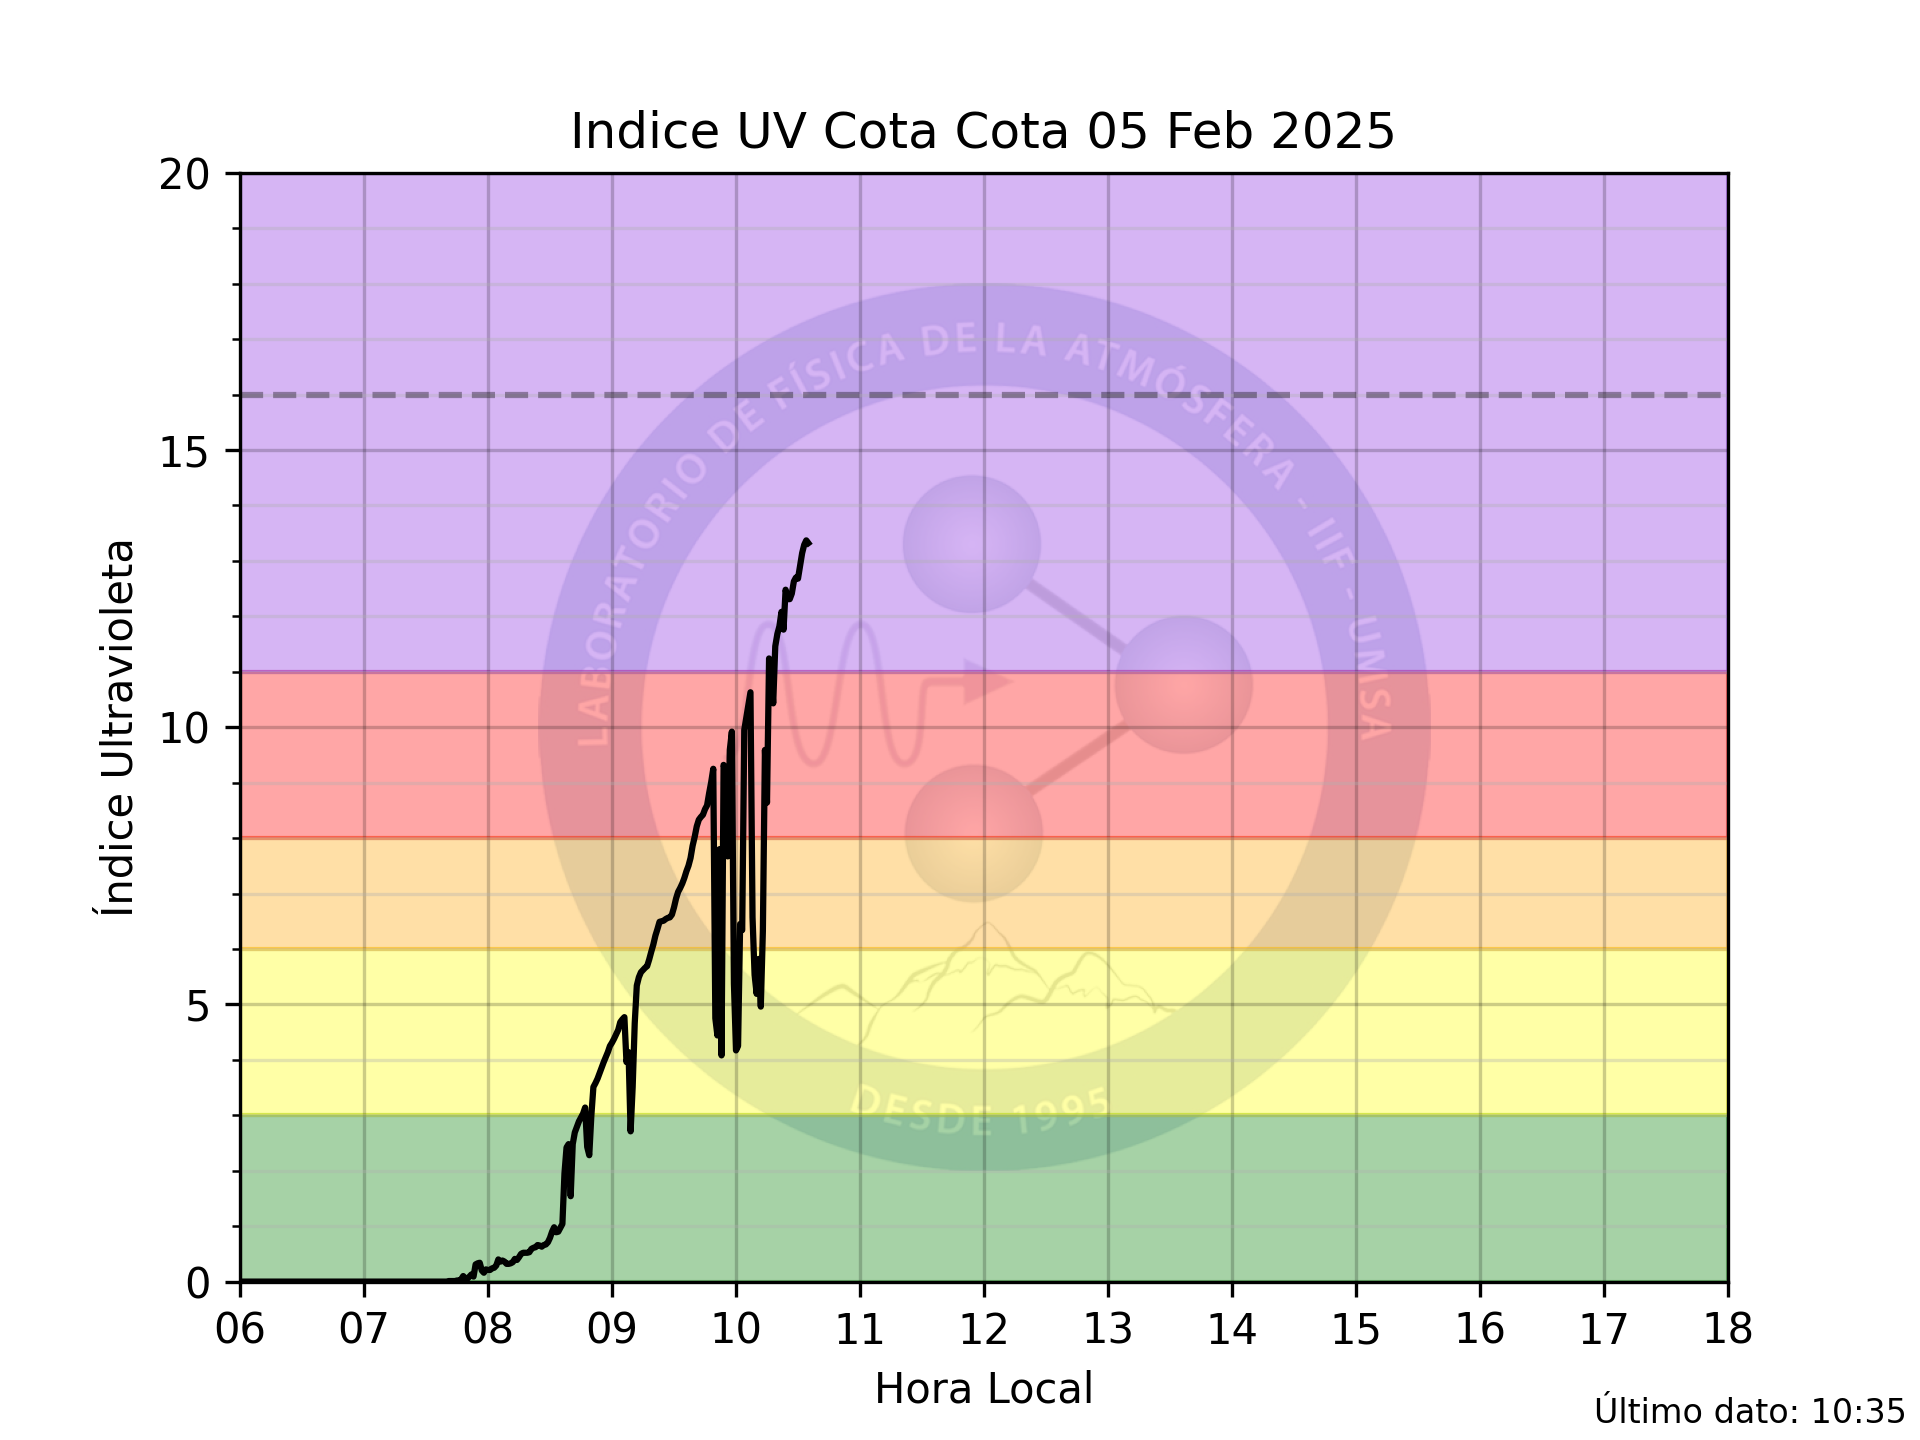 Indice UV Cota Cota 05 Feb 2025
20
15
10
5
0
Índice Ultravioleta
LABORATORIO DE FÍSICA DE LA ATMÓSFERA - IIF - UMSA
DESDE 1995
06 07 08 09 10 11 12 13 14 15 16 17 18
Hora Local
Último dato: 10:35